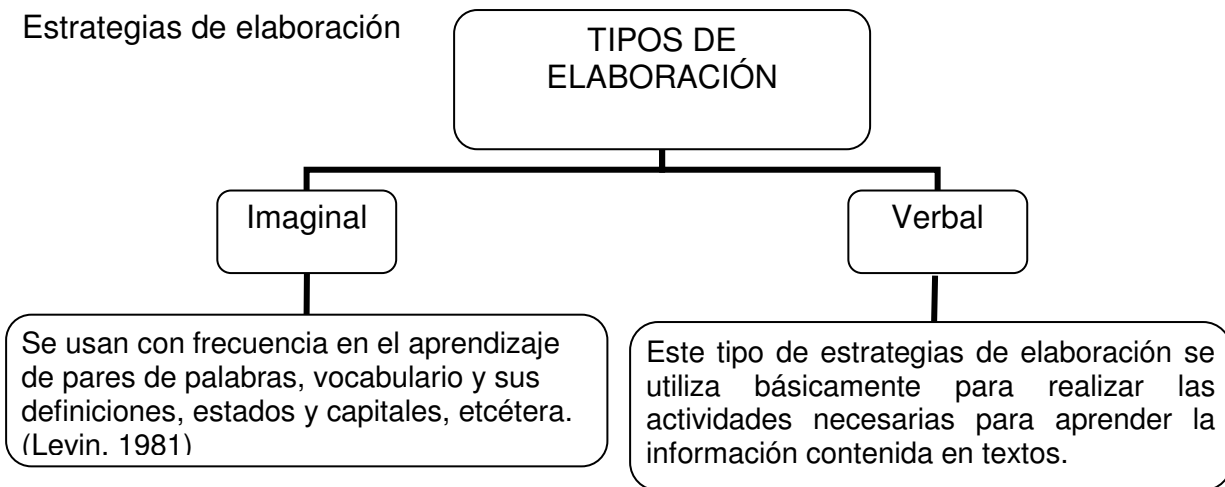 Estrategias de elaboración
TIPOS DE
ELABORACIÓN
Imaginal
Verbal
Se usan con frecuencia en el aprendizaje
de pares de palabras, vocabulario y sus
definiciones, estados y capitales, etcétera.
(Levin. 1981)
Este tipo de estrategias de elaboración se
utiliza básicamente para realizar las
actividades necesarias para aprender la
información contenida en textos.